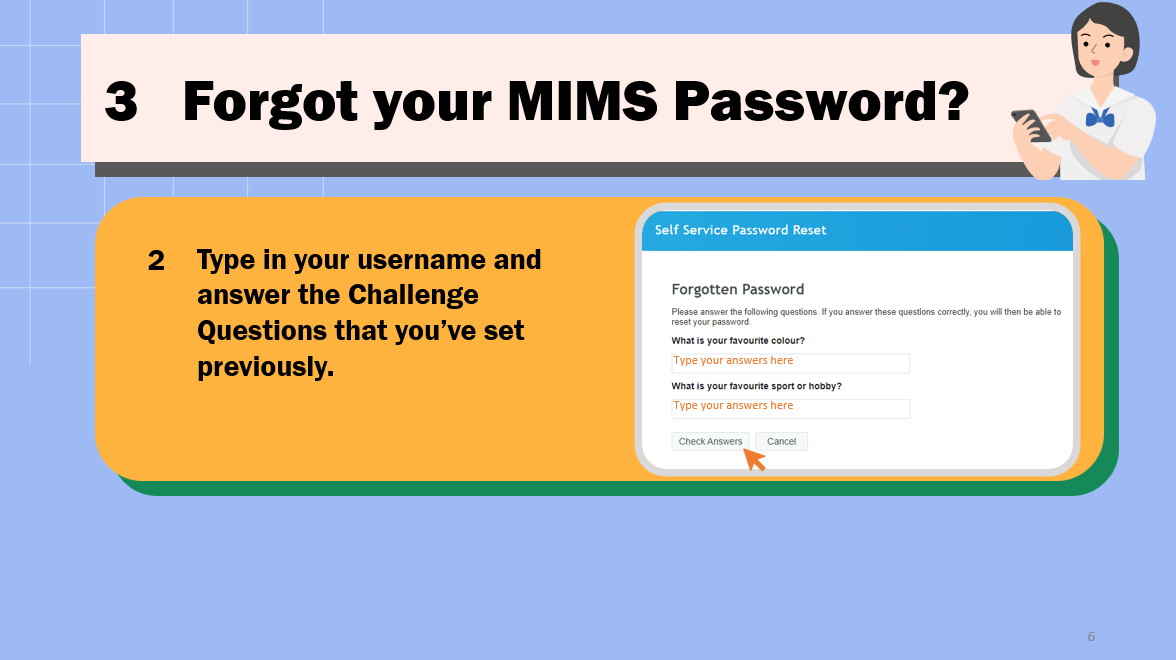 3 Forgot your MIMS Password?
2 Type in your username and
answer the Challenge
Questions that you’ve set
previously.
Self Service Password Reset
Forgotten Password
Please answer the following questions. If you answer these questions correctly, you will then be able to
reset your password.
What is your favourite colour?
Type your answers here
What is your favourite sport or hobby?
Type your answers here
Check Answers Cancel
6